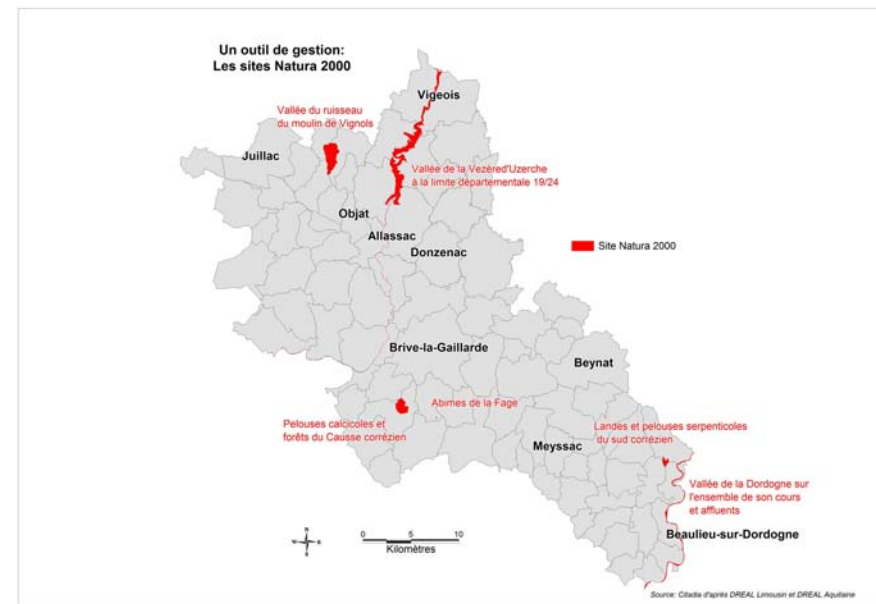 Un outil de gestion:
Les sites Natura 2000
Vigeois
Vallée du ruisseau
du moulin de Vignols
Juillac
Vallée de la Vezèred'Uzerche
à la limite départementale 19/24
Objat
Allassac
Donzenac
Site Natura 2000
Brive-la-Gaillarde
Beynat
Abimes de la Fage
Pelouses calcicoles et
forêts du Causse corrézien
Landes et pelouses serpenticoles
du sud corrézien
Meyssac
Vallée de la Dordogne sur
l'ensemble de son cours
et affluents
Beaulieu-sur-Dordogne
N
W
E
S
0 5 10
Kilomètres
Source: Citadia d'après DREAL Limousin et DREAL Aquitaine